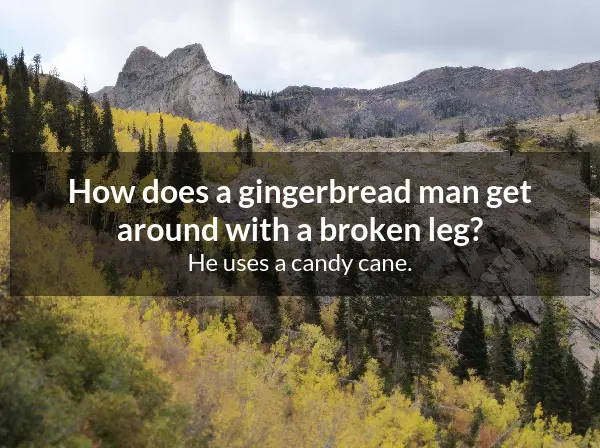 How does a gingerbread man get
around with a broken leg?
He uses a candy cane.